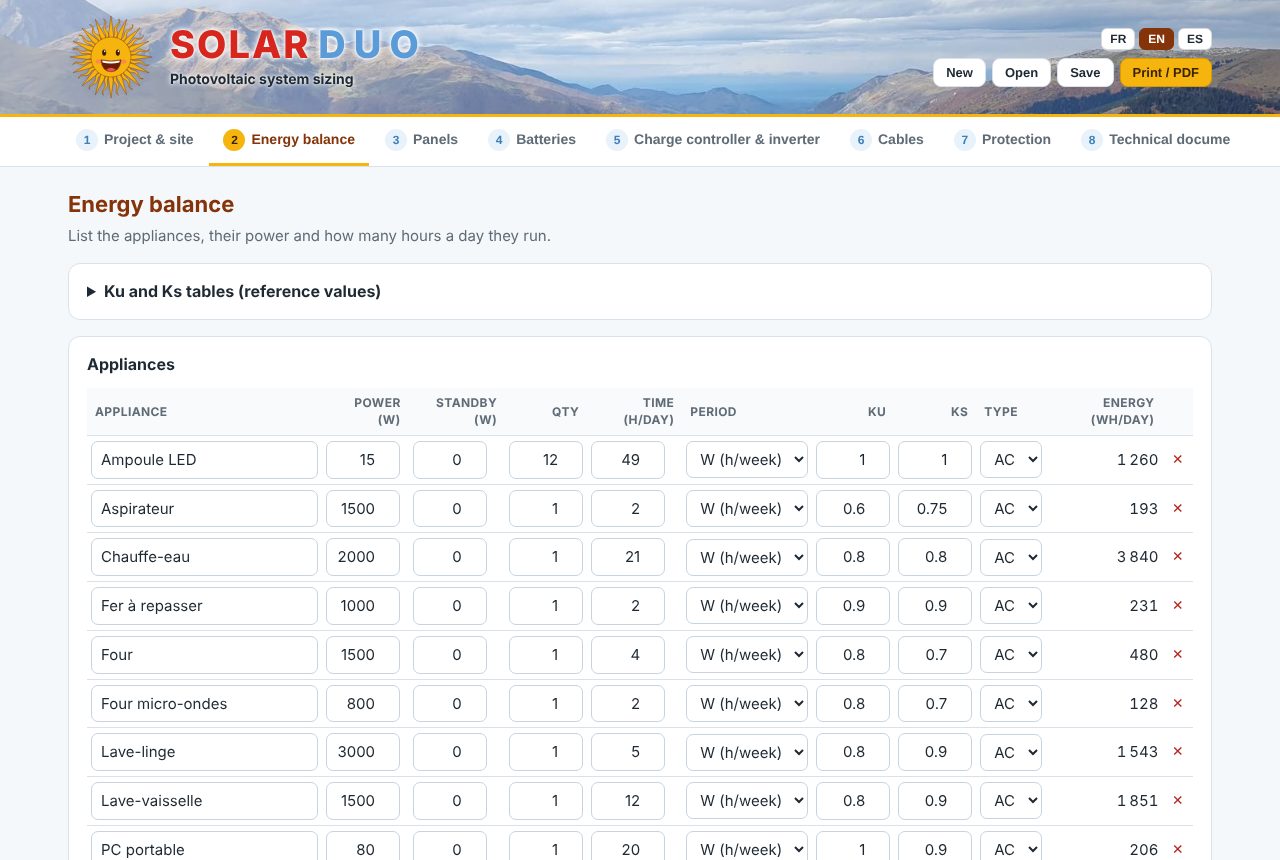 SOLAR DUO
Photovoltaic system sizing
FR EN ES
New Open Save Print / PDF
1 Project & site 2 Energy balance 3 Panels 4 Batteries 5 Charge controller & inverter 6 Cables 7 Protection 8 Technical docume
Energy balance
List the appliances, their power and how many hours a day they run.
▶ Ku and Ks tables (reference values)
Appliances
APPLIANCE POWER (W) STANDBY (W) QTY TIME (H/DAY) PERIOD KU KS TYPE ENERGY (WH/DAY)
Ampoule LED 15 0 12 49 W (h/week) 1 1 AC 1 260 ×
Aspirateur 1500 0 1 2 W (h/week) 0.6 0.75 AC 193 ×
Chauffe-eau 2000 0 1 21 W (h/week) 0.8 0.8 AC 3 840 ×
Fer à repasser 1000 0 1 2 W (h/week) 0.9 0.9 AC 231 ×
Four 1500 0 1 4 W (h/week) 0.8 0.7 AC 480 ×
Four micro-ondes 800 0 1 2 W (h/week) 0.8 0.7 AC 128 ×
Lave-linge 3000 0 1 5 W (h/week) 0.8 0.9 AC 1 543 ×
Lave-vaisselle 1500 0 1 12 W (h/week) 0.8 0.9 AC 1 851 ×
PC portable 80 0 1 20 W (h/week) 1 0.9 AC 206 ×